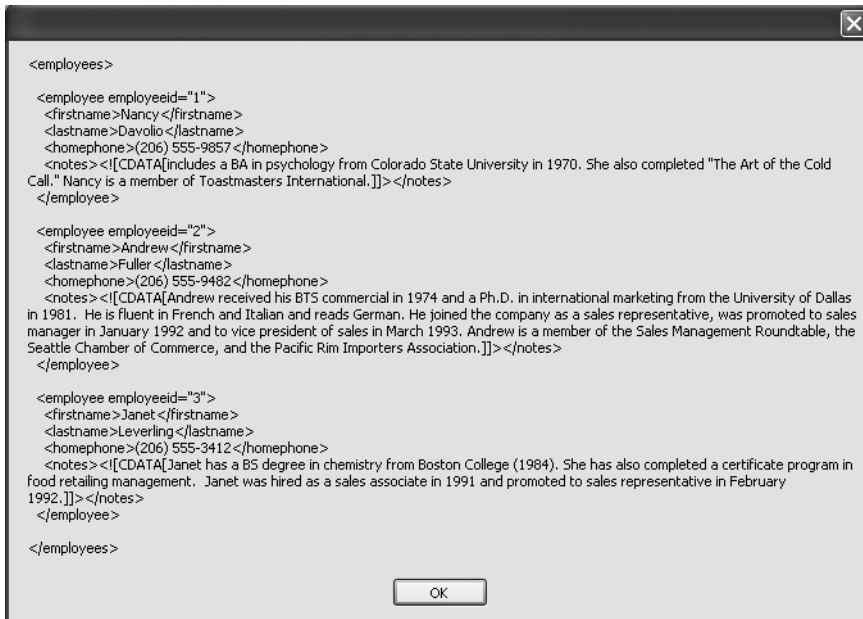 <employees>
<employee employeeid="1">
<firstname>Nancy</firstname>
<lastname>Davolio</lastname>
<homephone>(206) 555-9857</homephone>
<notes><![CDATA[includes a BA in psychology from Colorado State University in 1970. She also completed "The Art of the Cold
Call." Nancy is a member of Toastmasters International.]]></notes>
</employee>
<employee employeeid="2">
<firstname>Andrew</firstname>
<lastname>Fuller</lastname>
<homephone>(206) 555-9482</homephone>
<notes><![CDATA[Andrew received his BTS commercial in 1974 and a Ph.D. in international marketing from the University of Dallas
in 1981.  He is fluent in French and Italian and reads German. He joined the company as a sales representative, was promoted to sales
manager in January 1992 and to vice president of sales in March 1993. Andrew is a member of the Sales Management Roundtable, the
Seattle Chamber of Commerce, and the Pacific Rim Importers Association.]]></notes>
</employee>
<employee employeeid="3">
<firstname>Janet</firstname>
<lastname>Leverling</lastname>
<homephone>(206) 555-3412</homephone>
<notes><![CDATA[Janet has a BS degree in chemistry from Boston College (1984). She has also completed a certificate program in
food retailing management.  Janet was hired as a sales associate in 1991 and promoted to sales representative in February
1992.]]></notes>
</employee>
</employees>
OK